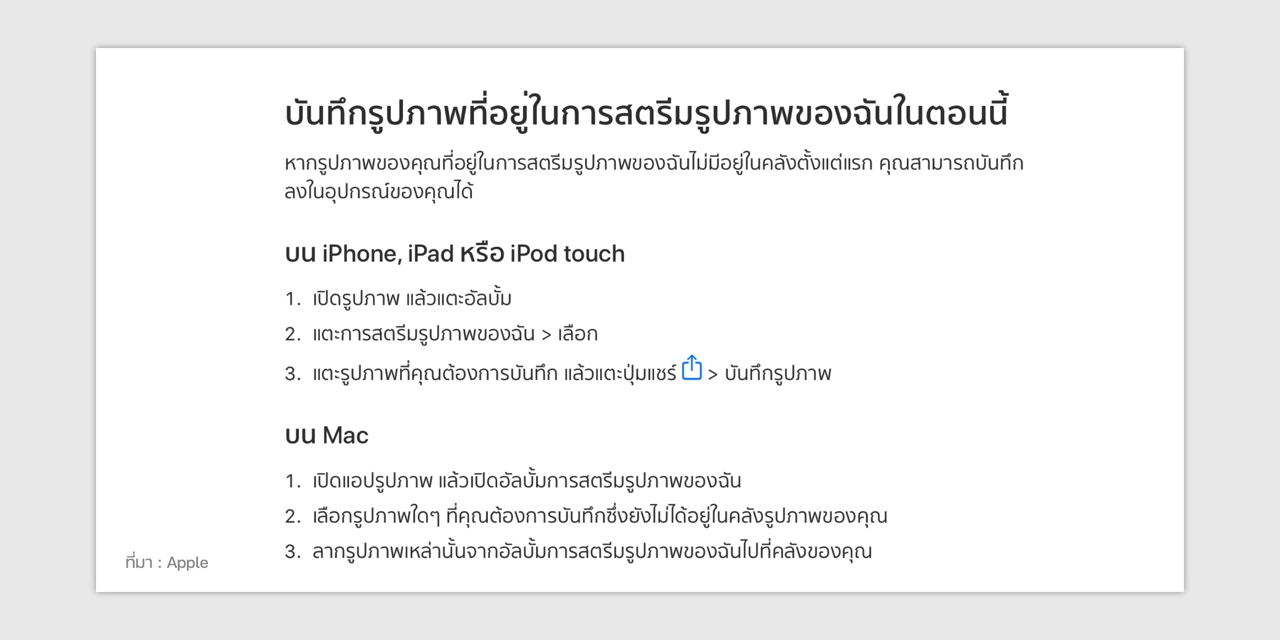 บันทึกรูปภาพที่อยู่ในการสตรีมรูปภาพของฉันในตอนนี้
หากรูปภาพของคุณที่อยู่ในการสตรีมรูปภาพของฉันไม่มีอยู่ในคลังตั้งแต่แรก คุณสามารถบันทึก
ลงในอุปกรณ์ของคุณได้
บน iPhone, iPad หรือ iPod touch
1. เปิดรูปภาพ แล้วแตะอัลบั้ม
2. แตะการสตรีมรูปภาพของฉัน > เลือก
3. แตะรูปภาพที่คุณต้องการบันทึก แล้วแตะปุ่มแชร์ > บันทึกรูปภาพ
บน Mac
1. เปิดแอปรูปภาพ แล้วเปิดอัลบั้มการสตรีมรูปภาพของฉัน
2. เลือกรูปภาพใดๆ ที่คุณต้องการบันทึกซึ่งยังไม่ได้อยู่ในคลังรูปภาพของคุณ
3. ลากรูปภาพเหล่านั้นจากอัลบั้มการสตรีมรูปภาพของฉันไปที่คลังของคุณ
ที่มา : Apple